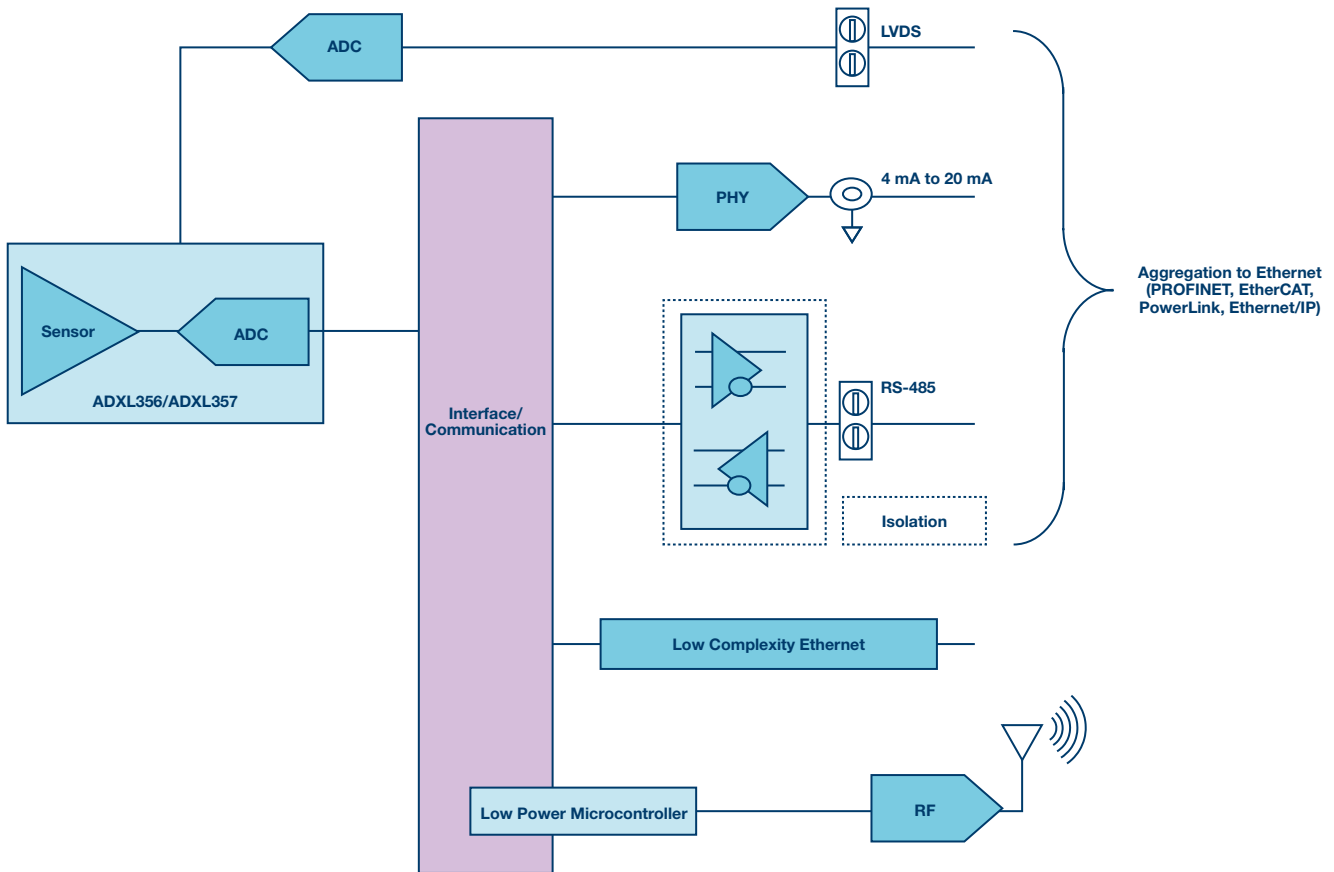 ADC
LVDS
PHY
4 mA to 20 mA
Sensor
ADC
ADXL356/ADXL357
Interface/
Communication
RS-485
Isolation
Aggregation to Ethernet
(PROFINET, EtherCAT,
PowerLink, Ethernet/IP)
Low Complexity Ethernet
Low Power Microcontroller
RF